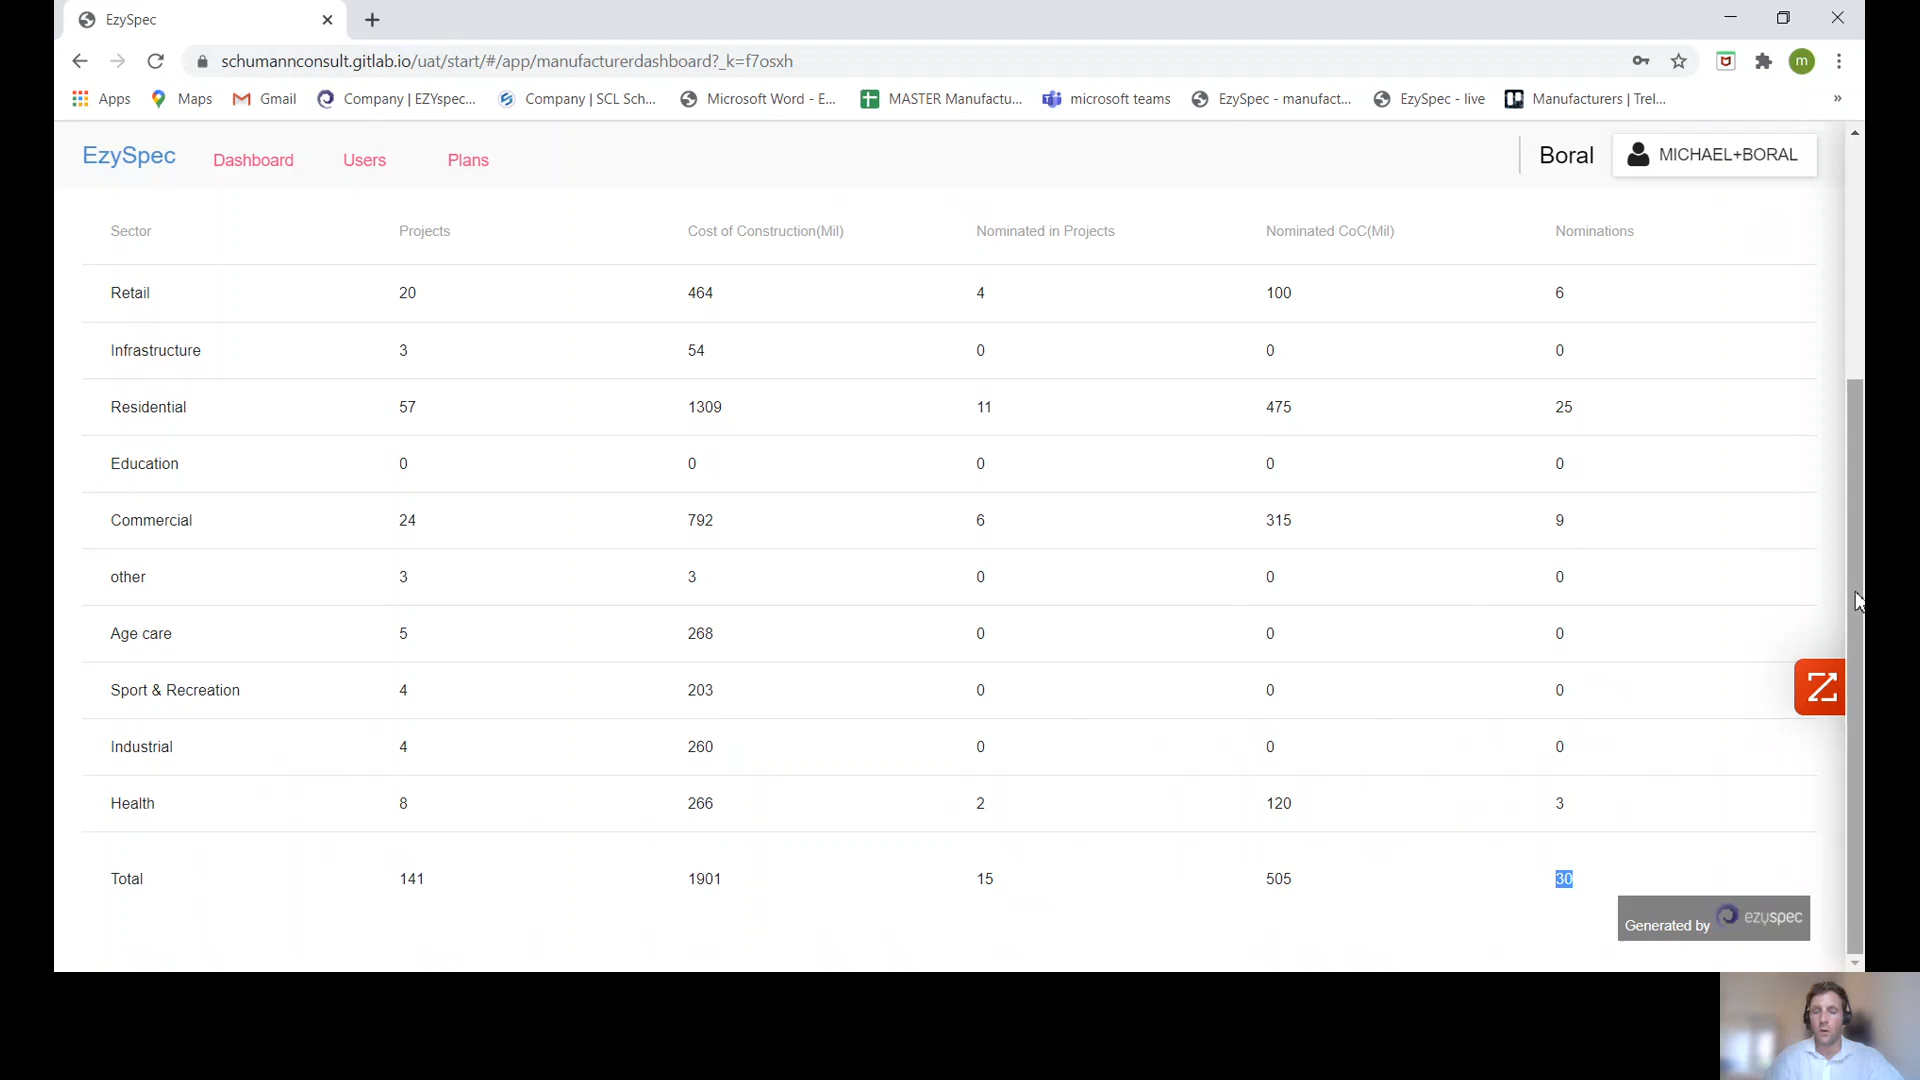 EzySpec
schumannconsult.gitlab.io/uat/start/#/app/manufacturerdashboard?_k=f7osxh
m
Apps Maps Gmail Company | EZYspec... Company | SCL Sch... Microsoft Word - E... MASTER Manufactu... microsoft teams EzySpec - manufact... EzySpec - live Manufacturers | Trel... »
EzySpec Dashboard Users Plans Boral MICHAEL+BORAL
Sector Projects Cost of Construction(Mil) Nominated in Projects Nominated CoC(Mil) Nominations
Retail 20 464 4 100 6
Infrastructure 3 54 0 0 0
Residential 57 1309 11 475 25
Education 0 0 0 0 0
Commercial 24 792 6 315 9
other 3 3 0 0 0
Age care 5 268 0 0 0
Sport & Recreation 4 203 0 0 0
Industrial 4 260 0 0 0
Health 8 266 2 120 3
Total 141 1901 15 505 30
Generated by ezyspec